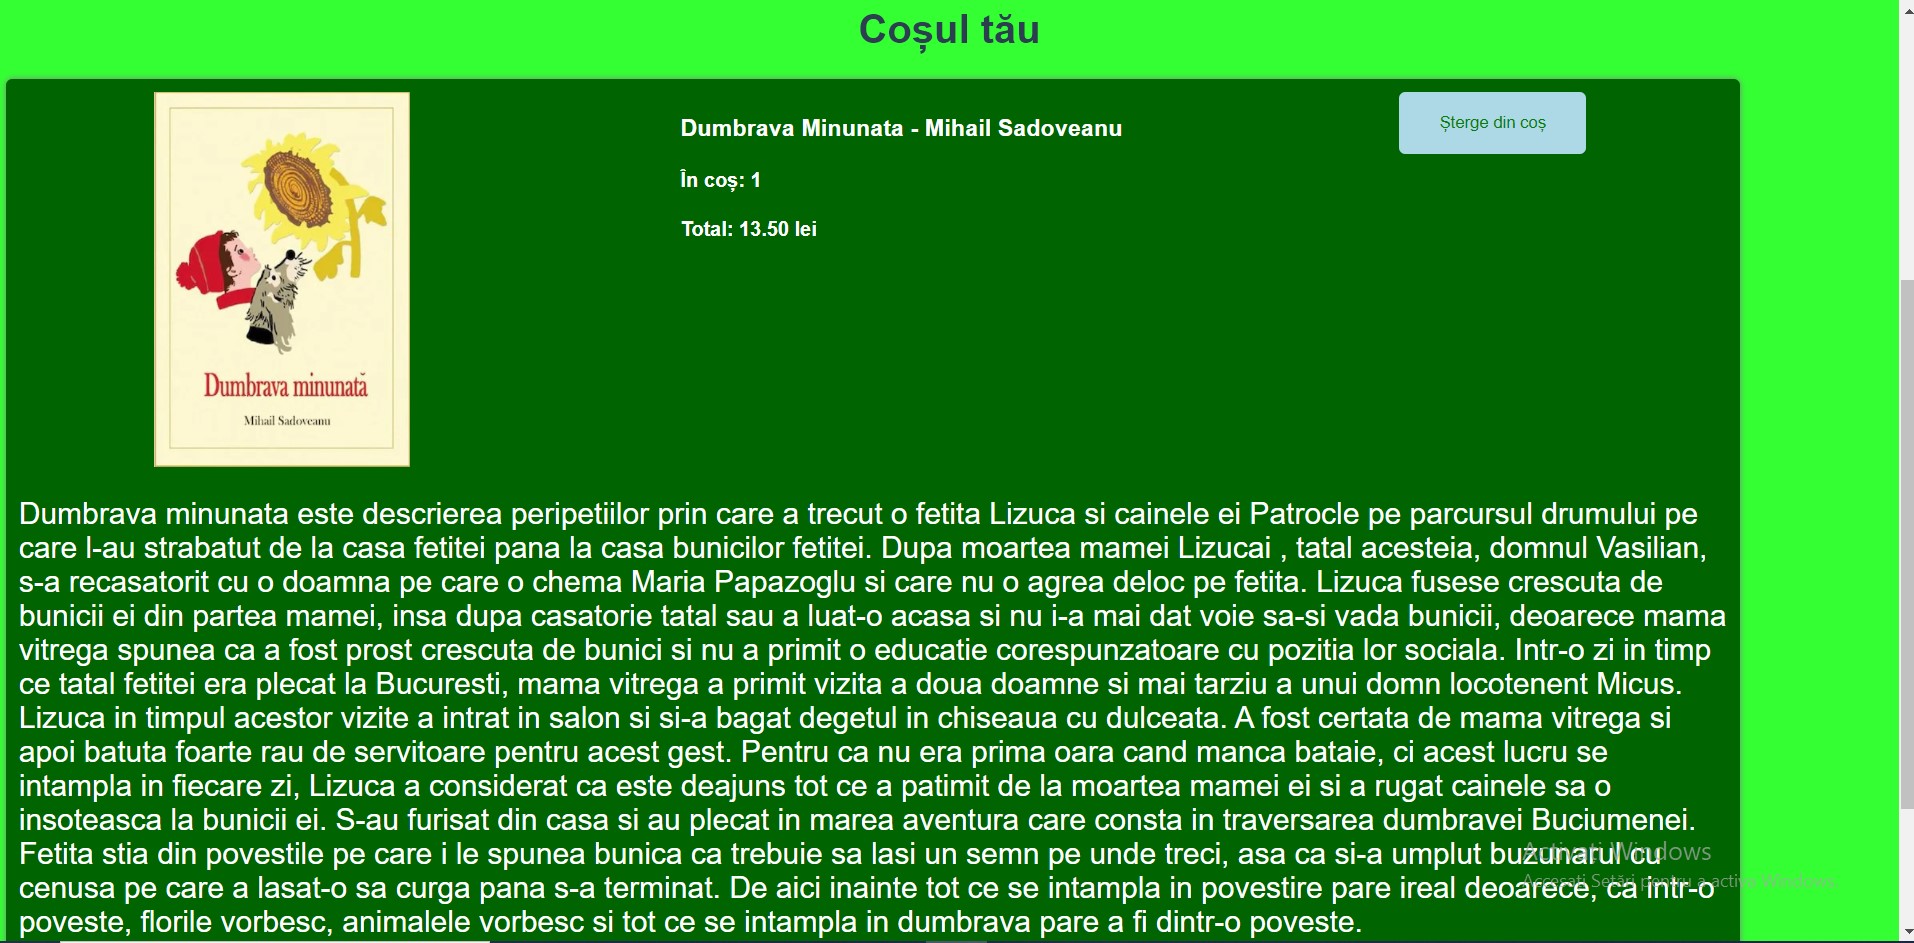 Coșul tău
Dumbrava minunată
Mihail Sadoveanu
Dumbrava Minunata - Mihail Sadoveanu
În coș: 1
Total: 13.50 lei
Șterge din coș
Dumbrava minunata este descrierea peripetiilor prin care a trecut o fetita Lizuca si cainele ei Patrocle pe parcursul drumului pe
care l-au strabatut de la casa fetitei pana la casa bunicilor fetitei. Dupa moartea mamei Lizucai , tatal acesteia, domnul Vasilian,
s-a recasatorit cu o doamna pe care o chema Maria Papazoglu si care nu o agrea deloc pe fetita. Lizuca fusese crescuta de
bunicii ei din partea mamei, insa dupa casatorie tatal sau a luat-o acasa si nu i-a mai dat voie sa-si vada bunicii, deoarece mama
vitrega spunea ca a fost prost crescuta de bunici si nu a primit o educatie corespunzatoare cu pozitia lor sociala. Intr-o zi in timp
ce tatal fetitei era plecat la Bucuresti, mama vitrega a primit vizita a doua doamne si mai tarziu a unui domn locotenent Micus.
Lizuca in timpul acestor vizite a intrat in salon si si-a bagat degetul in chiseaua cu dulceata. A fost certata de mama vitrega si
apoi batuta foarte rau de servitoare pentru acest gest. Pentru ca nu era prima oara cand manca bataie, ci acest lucru se
intampla in fiecare zi, Lizuca a considerat ca este deajuns tot ce a patimit de la moartea mamei ei si a rugat cainele sa o
insoteasca la bunicii ei. S-au furisat din casa si au plecat in marea aventura care consta in traversarea dumbravei Buciumenei.
Fetita stia din povestile pe care i le spunea bunica ca trebuie sa lasi un semn pe unde treci, asa ca si-a umplut buzunarul cu
cenusa pe care a lasat-o sa curga pana s-a terminat. De aici inainte tot ce se intampla in povestire pare ireal deoarece, ca intr-o
poveste, florile vorbesc, animalele vorbesc si tot ce se intampla in dumbrava pare a fi dintr-o poveste.
Activați Windows
Accesați Setări pentru a activa Windows.